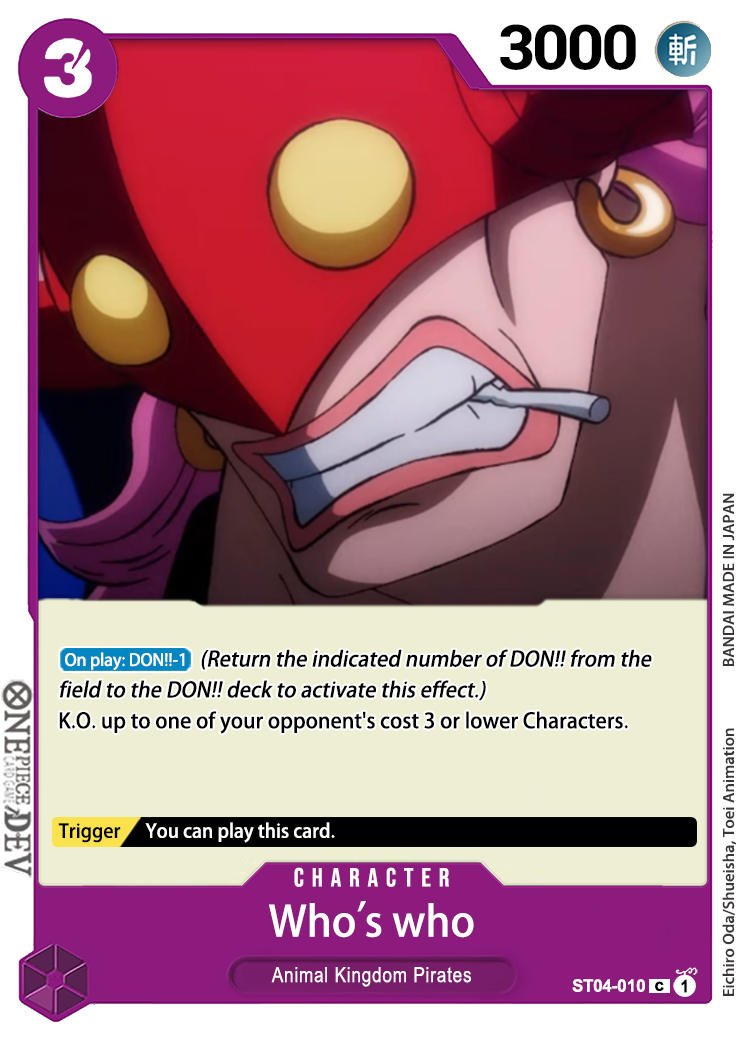 3
3000
斬
On play: DON!!-1 (Return the indicated number of DON!! from the
field to the DON!! deck to activate this effect.)
K.O. up to one of your opponent's cost 3 or lower Characters.
Trigger You can play this card.
CHARACTER
Who's who
Animal Kingdom Pirates
ST04-010 C 1
BANDAI MADE IN JAPAN
Eichiro Oda/Shueisha, Toei Animation
ONE PIECE
CARD GAME
DEV